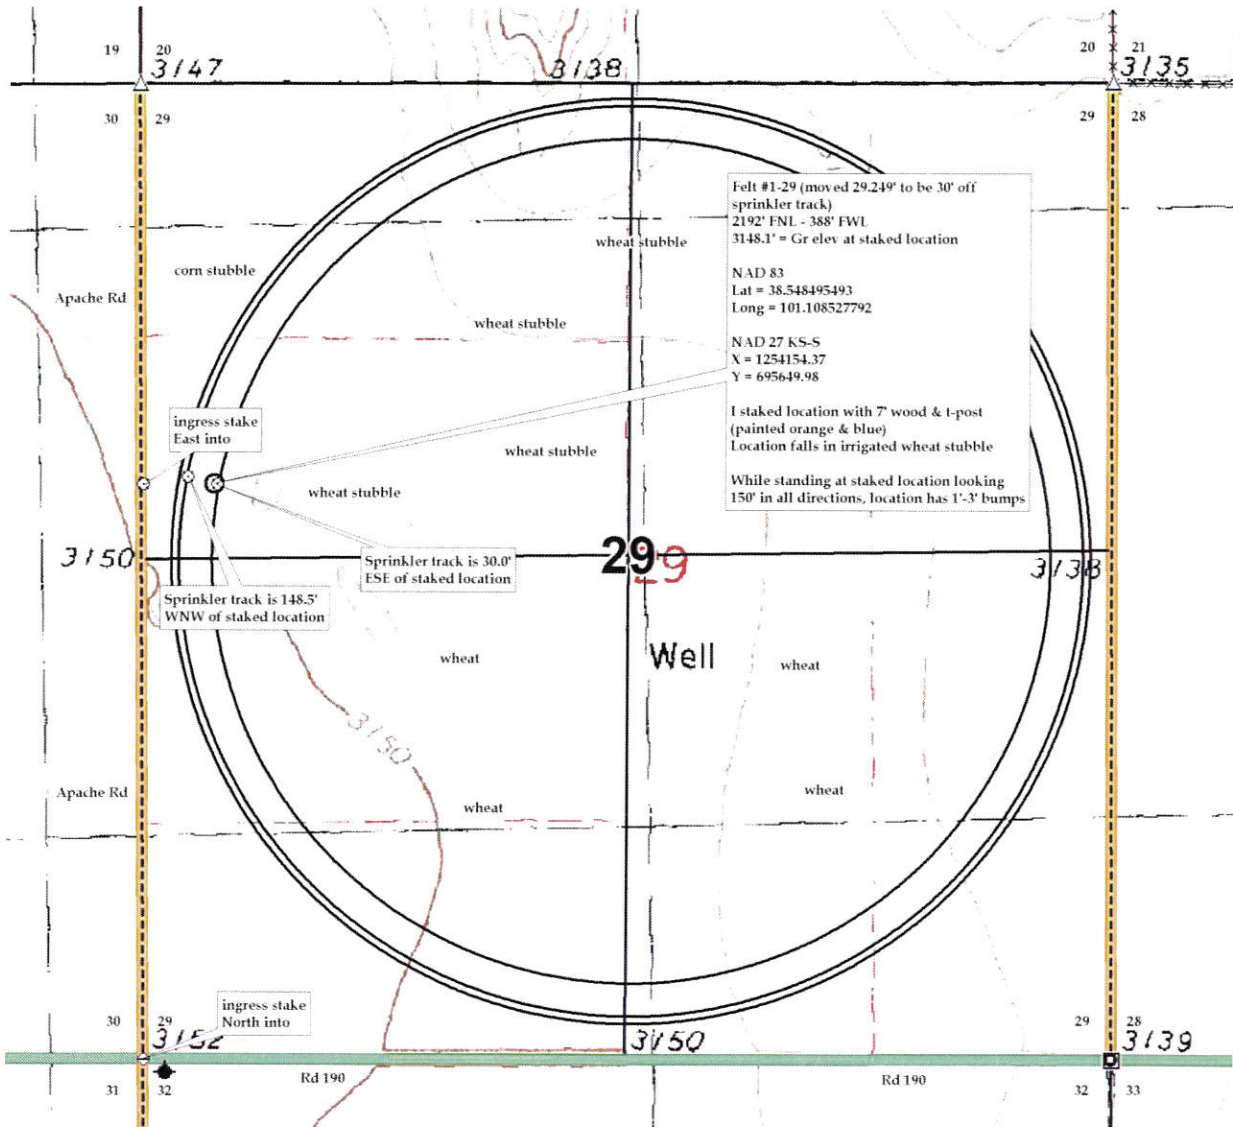 19
20
3147
3138
20
21
3135
30
29
29
28
Felt #1-29 (moved 29.249' to be 30' off
sprinkler track)
2192' FNL - 388' FWL
3148.1' = Gr elev at staked location
NAD 83
Lat = 38.548495493
Long = 101.108527792
NAD 27 KS-S
X = 1254154.37
Y = 695649.98
I staked location with 7' wood & t-post
(painted orange & blue)
Location falls in irrigated wheat stubble
While standing at staked location looking
150' in all directions, location has 1'-3' bumps
wheat stubble
corn stubble
Apache Rd
wheat stubble
ingress stake
East into
wheat stubble
wheat stubble
3150
Sprinkler track is 30.0'
ESE of staked location
29
29
3138
Sprinkler track is 148.5'
WNW of staked location
Well
wheat
wheat
3150
Apache Rd
wheat
wheat
ingress stake
North into
30
29
3152
3150
29
28
3139
Rd 190
Rd 190
31
32
32
33